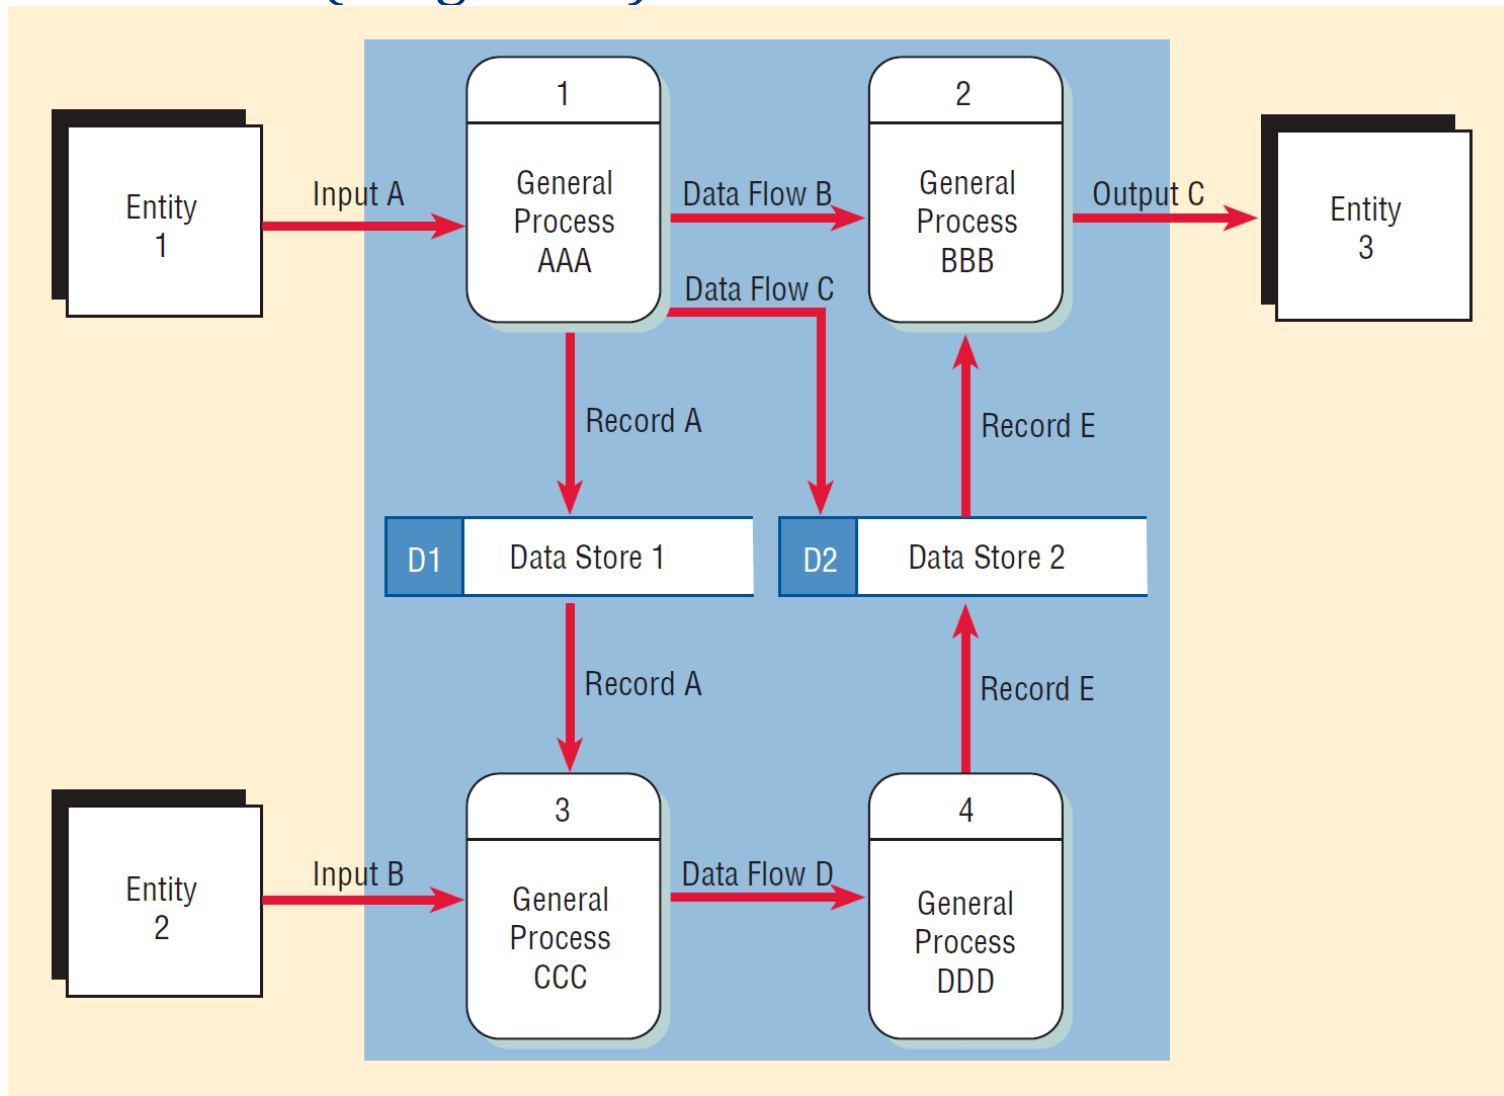 1
2
General
Process
AAA
General
Process
BBB
Entity
1
Input A
Data Flow B
Output C
Entity
3
Data Flow C
Record A
Record E
D1
Data Store 1
D2
Data Store 2
Record A
Record E
3
4
Entity
2
Input B
General
Process
CCC
Data Flow D
General
Process
DDD